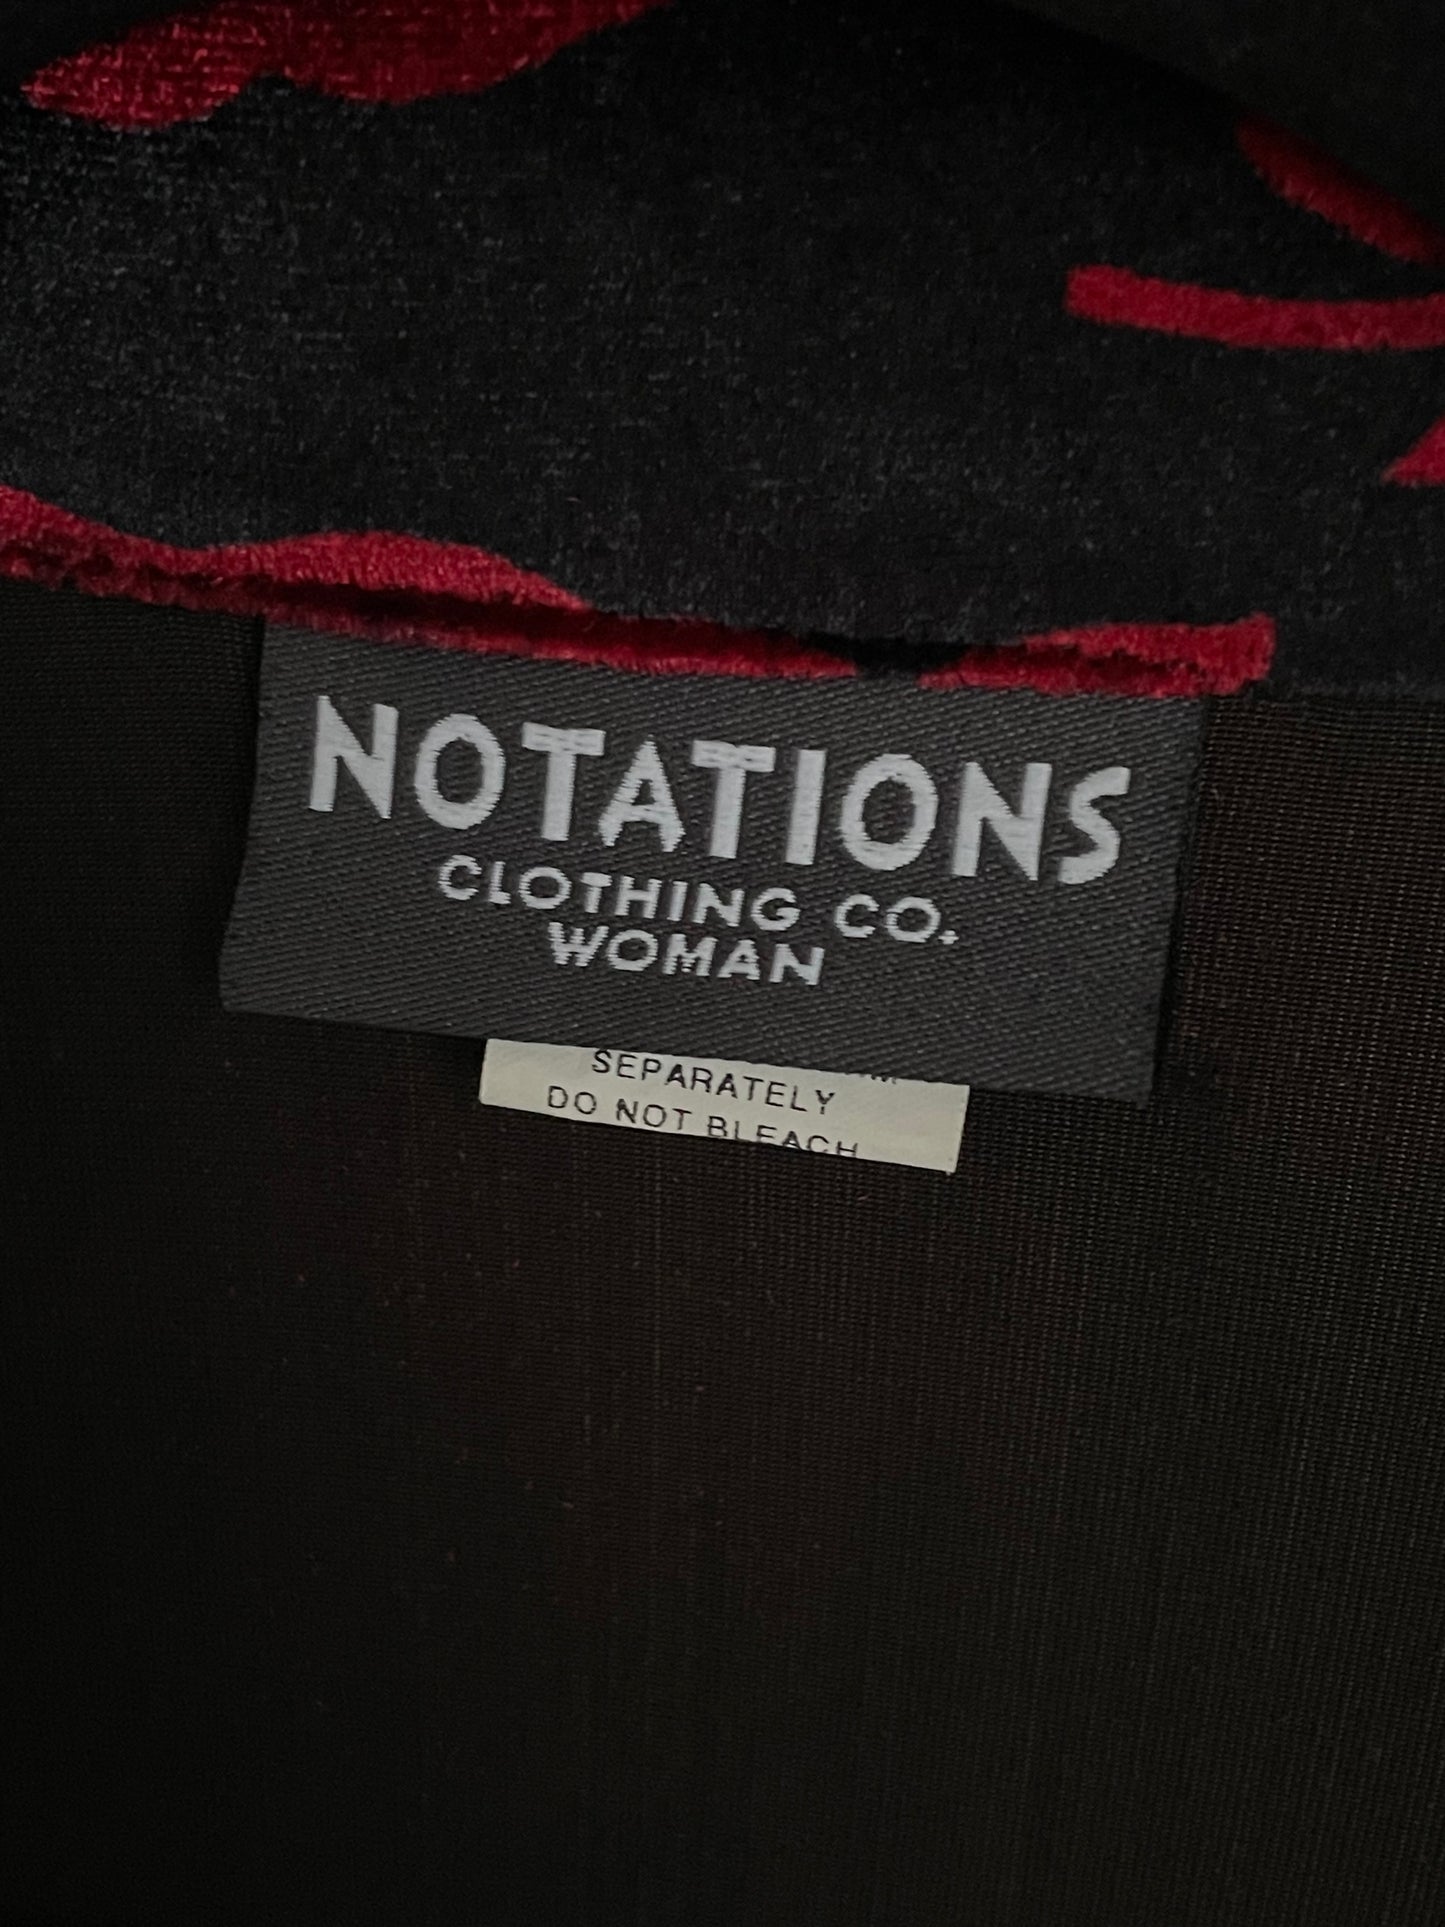 NOTATIONS
CLOTHING CO.
WOMAN
SEPARATELY
DO NOT BLEACH